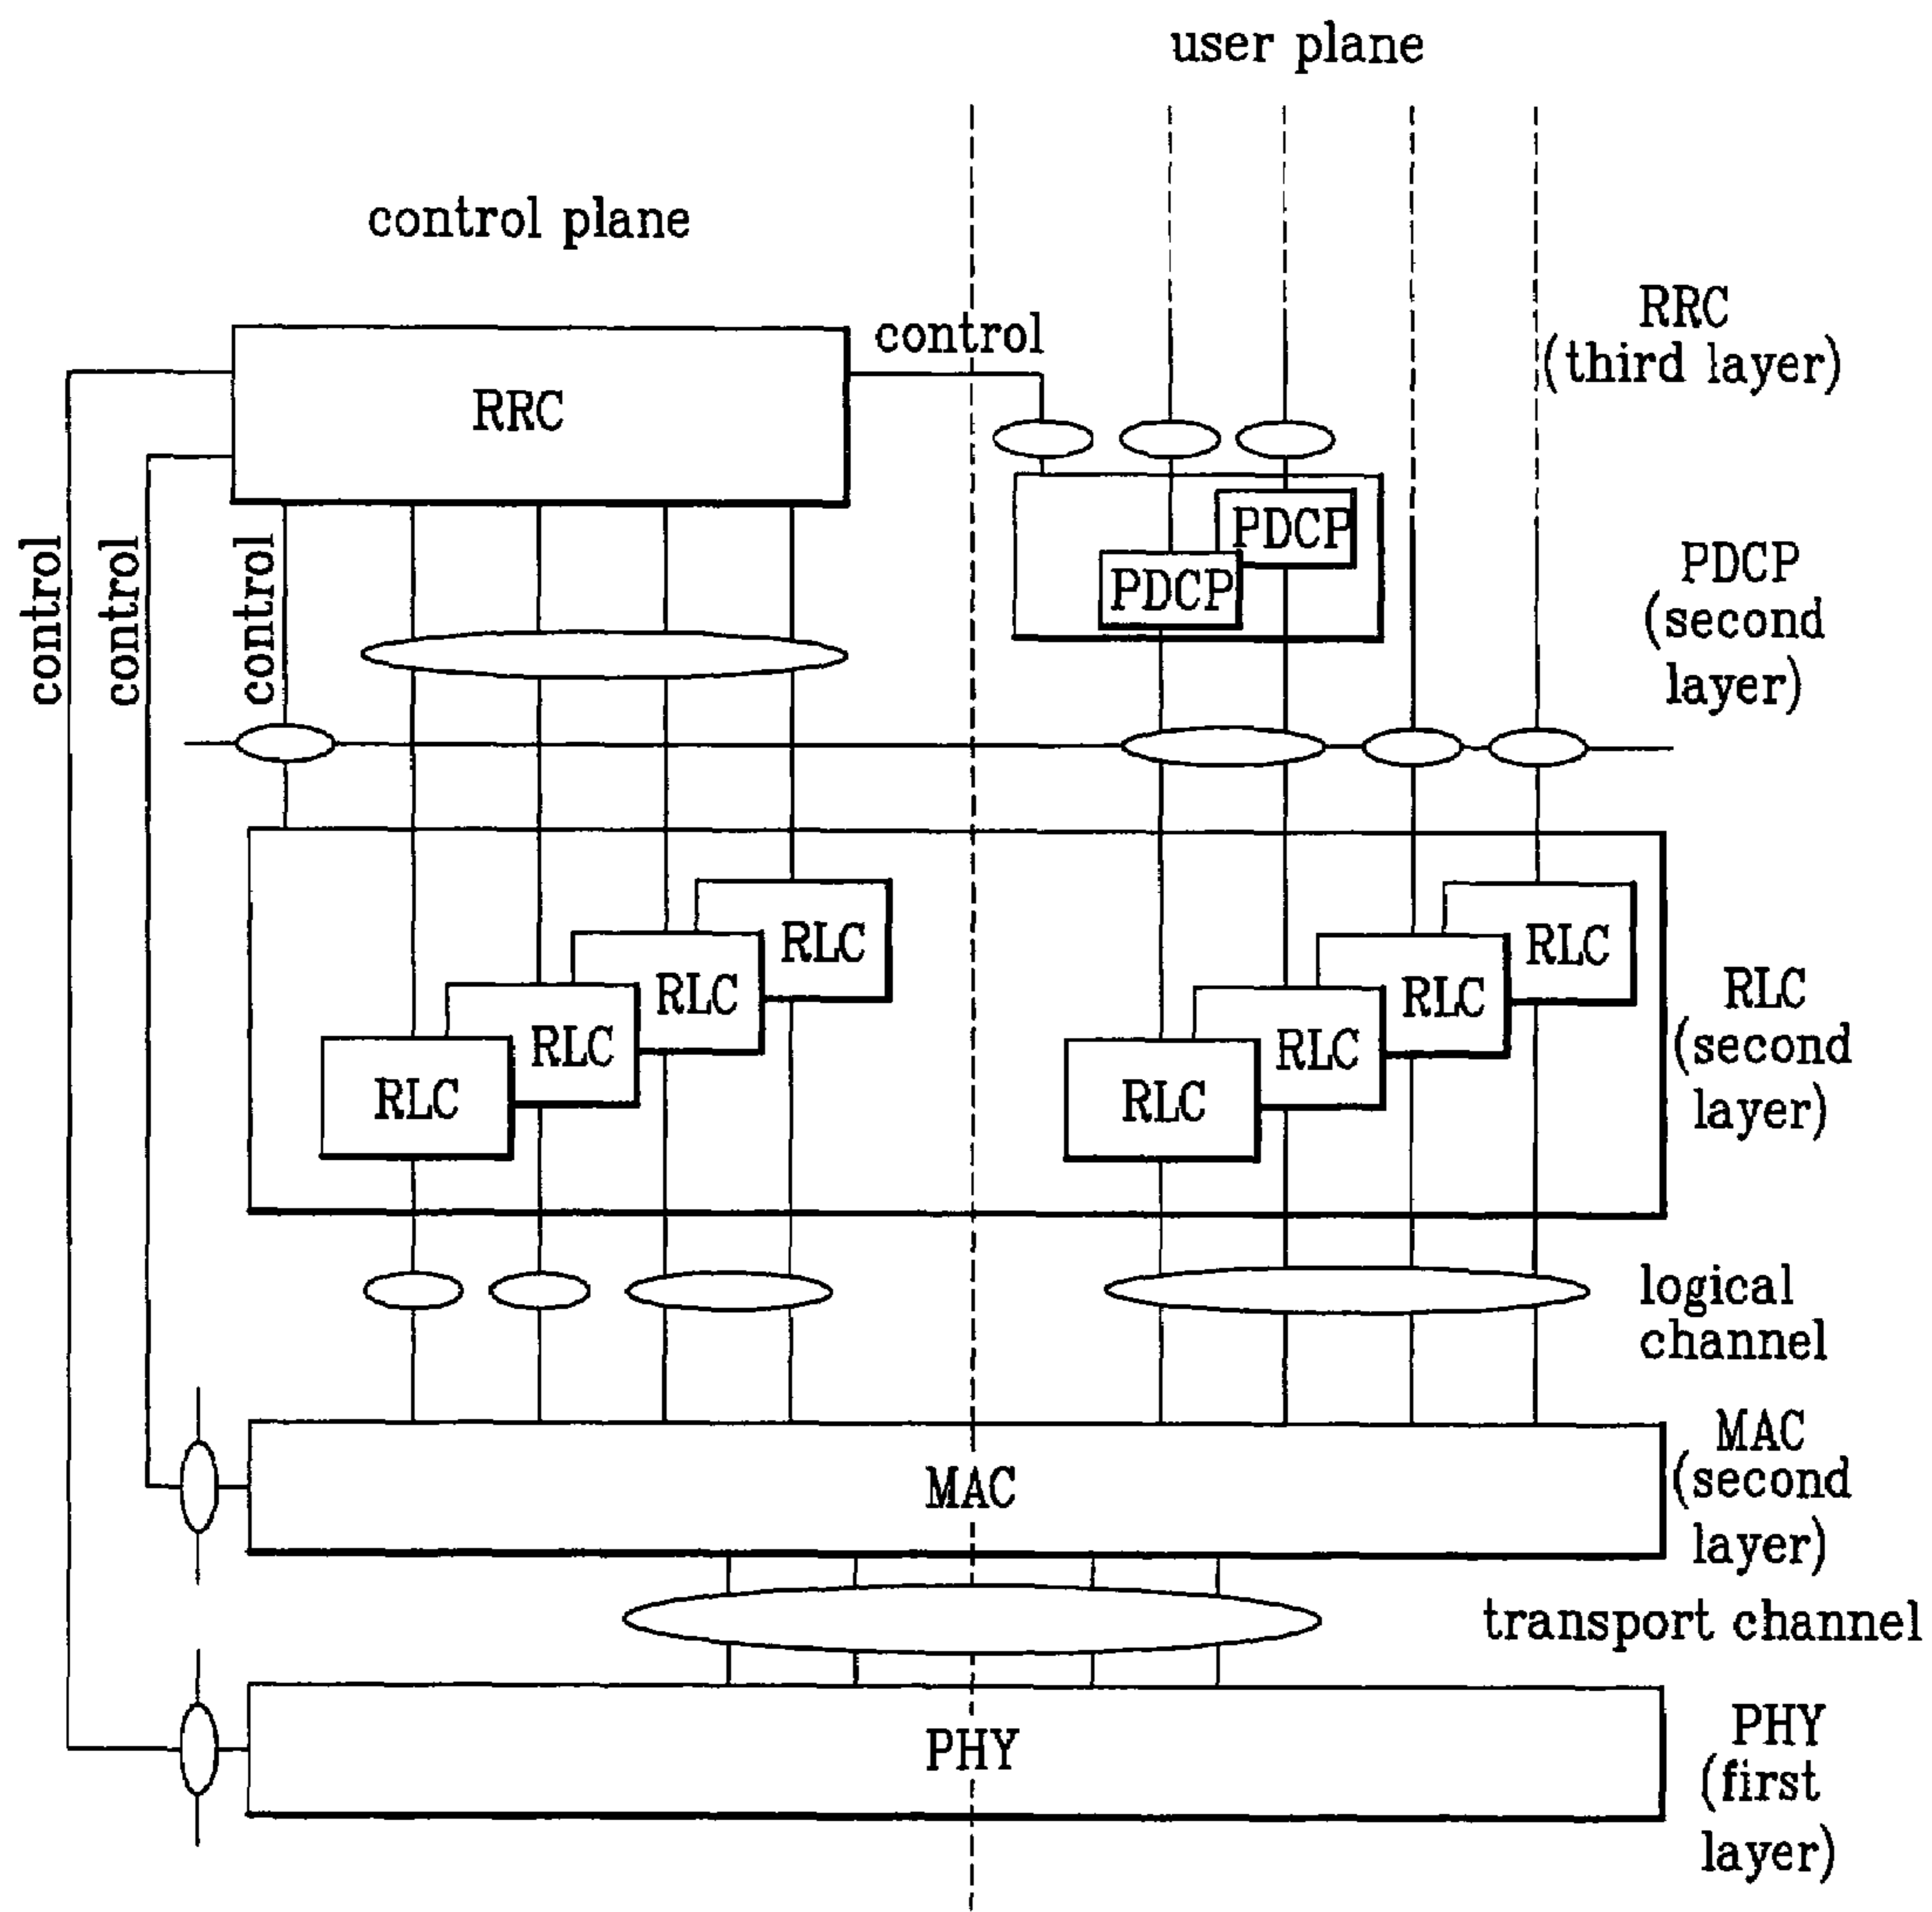 user plane
control plane
control
RRC
RRC
(third layer)
PDCP
PDCP
PDCP
(second
layer)
control
control
control
RLC
RLC
RLC
RLC
RLC
RLC
RLC
RLC
RLC
(second
layer)
logical
channel
MAC
MAC
(second
layer)
transport channel
PHY
PHY
(first
layer)